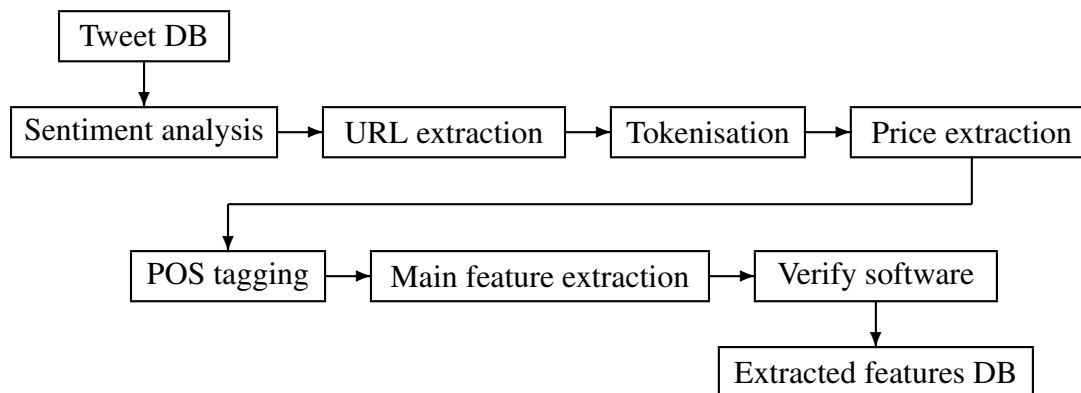 Tweet DB
Sentiment analysis
URL extraction
Tokenisation
Price extraction
POS tagging
Main feature extraction
Verify software
Extracted features DB